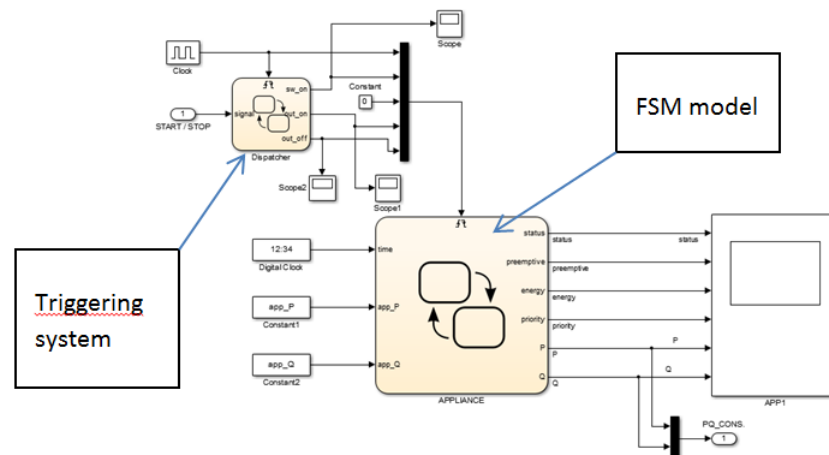 Scope
Clock
FSM model
sw_on
Constant
0
1
signal
out_on
START / STOP
out_off
Dispatcher
Scope2
Scope1
Triggering system
12:34
time
Digital Clock
app_P
app_P
Constant1
app_Q
app_Q
Constant2
APPLIANCE
status
status
status
preemptive
preemptive
energy
energy
priority
priority
P
P
P
Q
Q
Q
APP1
PQ_CONS.
1